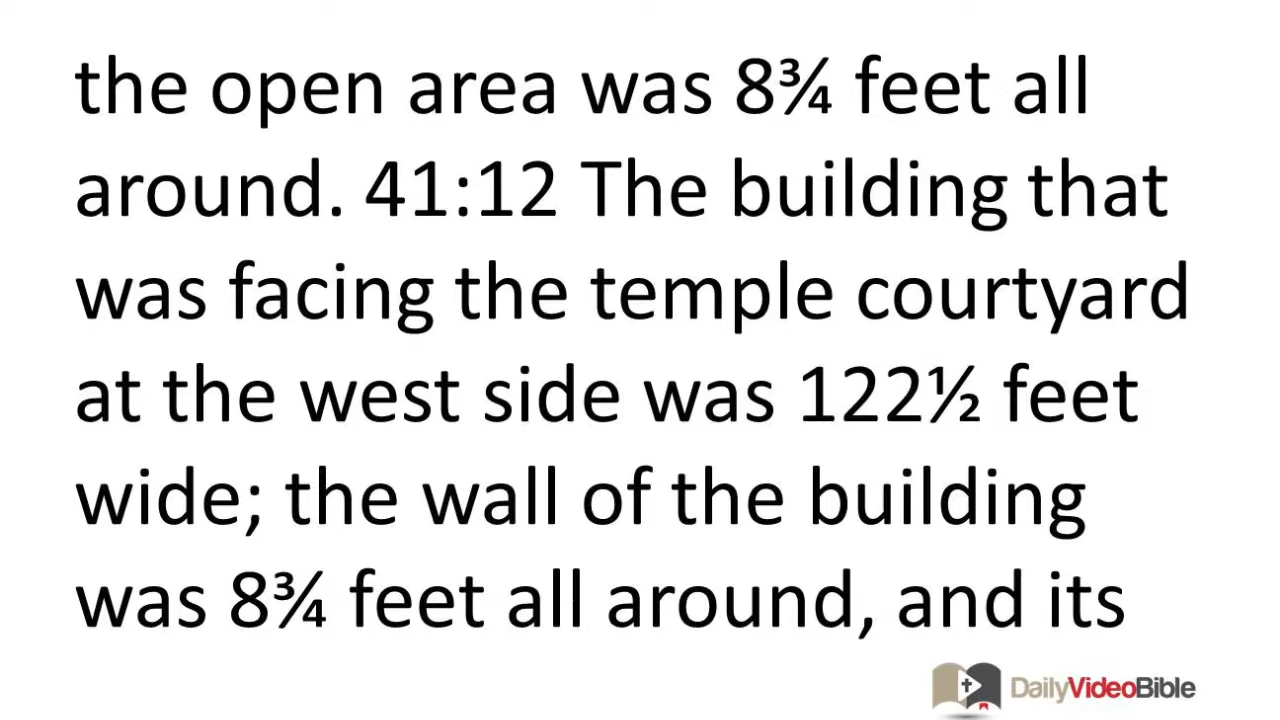 the open area was 8¾ feet all
around. 41:12 The building that
was facing the temple courtyard
at the west side was 122½ feet
wide; the wall of the building
was 8¾ feet all around, and its
DailyVideoBible